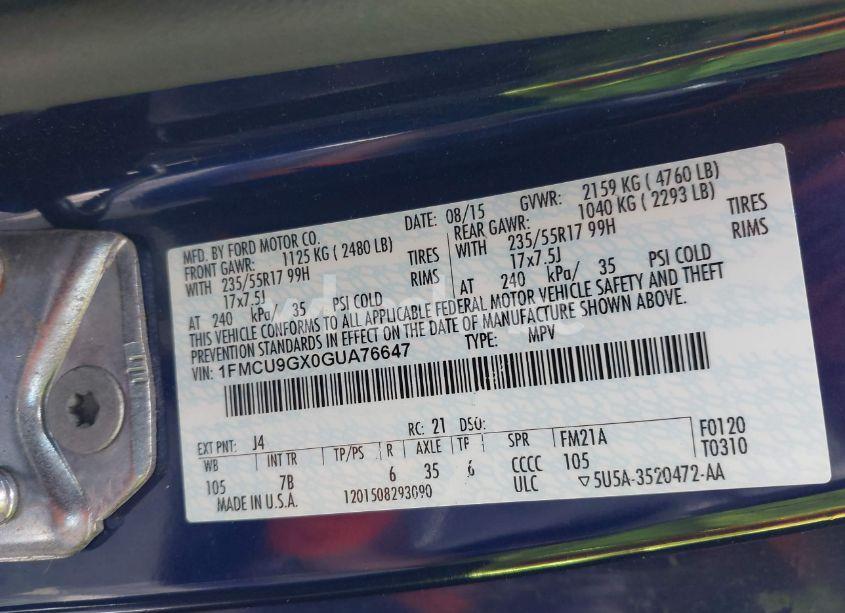 MFD. BY FORD MOTOR CO.
DATE: 08/15 GVWR: 2159 KG ( 4760 LB)
FRONT GAWR: 1125 KG ( 2480 LB)
REAR GAWR: 1040 KG ( 2293 LB)
WITH 235/55R17 99H TIRES
WITH 235/55R17 99H TIRES
17x7.5J RIMS
17x7.5J RIMS
AT 240 kPa/ 35 PSI COLD
AT 240 kPa/ 35 PSI COLD
THIS VEHICLE CONFORMS TO ALL APPLICABLE FEDERAL MOTOR VEHICLE SAFETY AND THEFT
PREVENTION STANDARDS IN EFFECT ON THE DATE OF MANUFACTURE SHOWN ABOVE.
VIN: 1FMCU9GX0GUA76647 TYPE: MPV
EXT PNT: J4 RC: 21 DSO: FM21A F0120
WB INT TR TP/PS R AXLE TP SPR 105 T0310
105 7B 6 35 6 CCCC
MADE IN U.S.A. 1201508293090 ULC ▽5U5A-3520472-AA